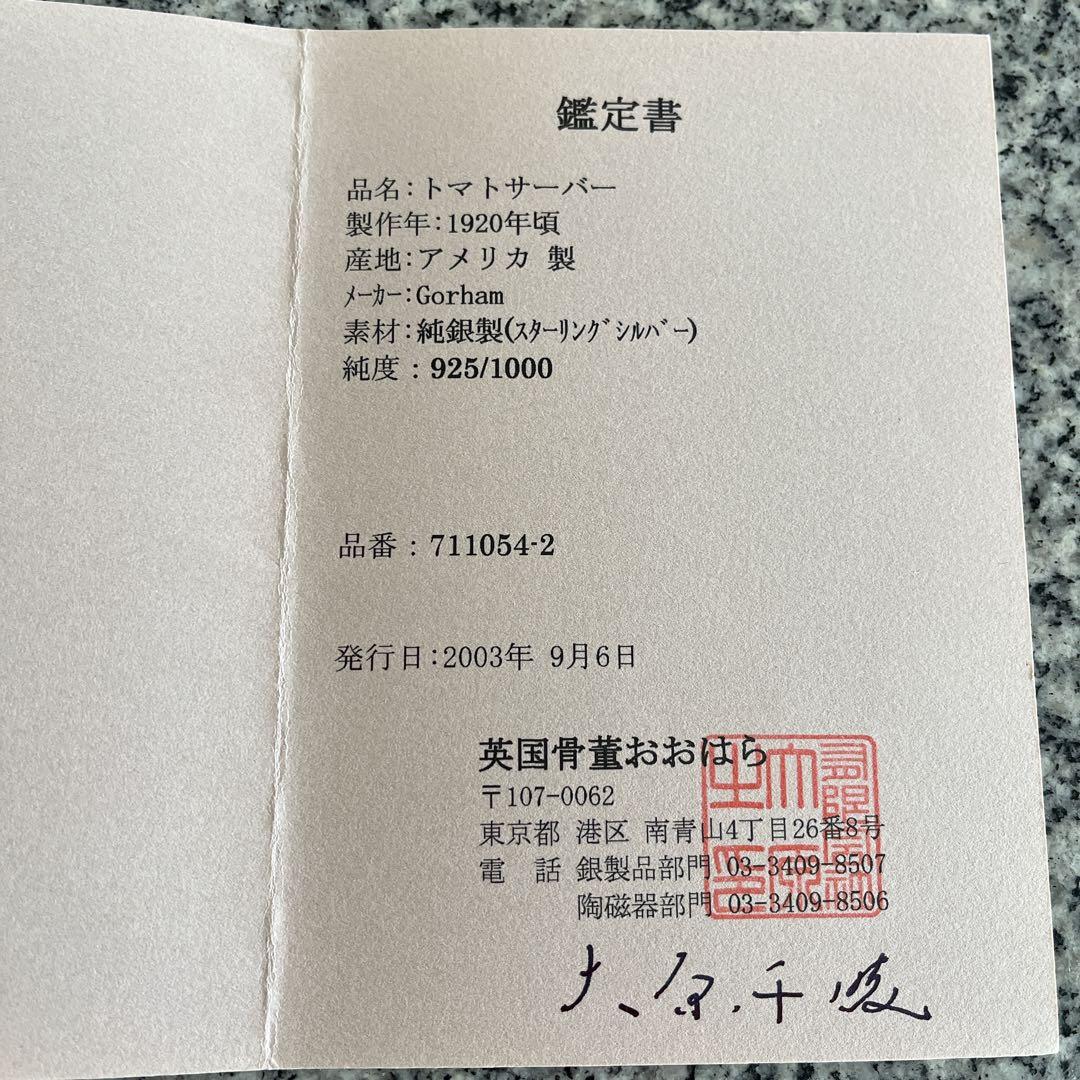 鑑定書
品名:トマトサーバー
製作年:1920年頃
産地:アメリカ 製
ﾒｰｶｰ:Gorham
素材:純銀製(ｽﾀｰﾘﾝｸﾞｼﾙﾊﾞｰ)
純度:925/1000
品番:711054-2
発行日:2003年 9月6日
英国骨董おおはら
〒107-0062
東京都 港区 南青山4丁目26番8号
電 話 銀製品部門 03-3409-8507
陶磁器部門 03-3409-8506
大原千